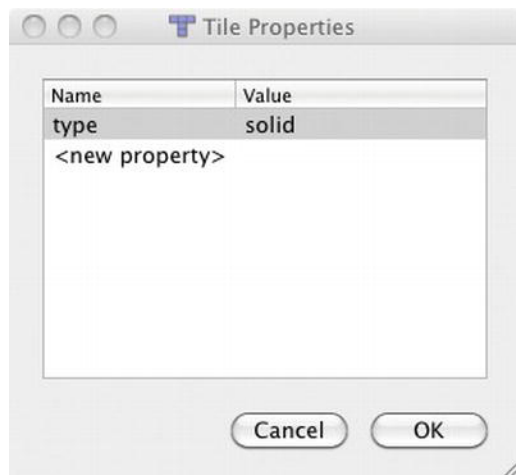 Tile Properties
Name Value
type solid
<new property>
Cancel OK